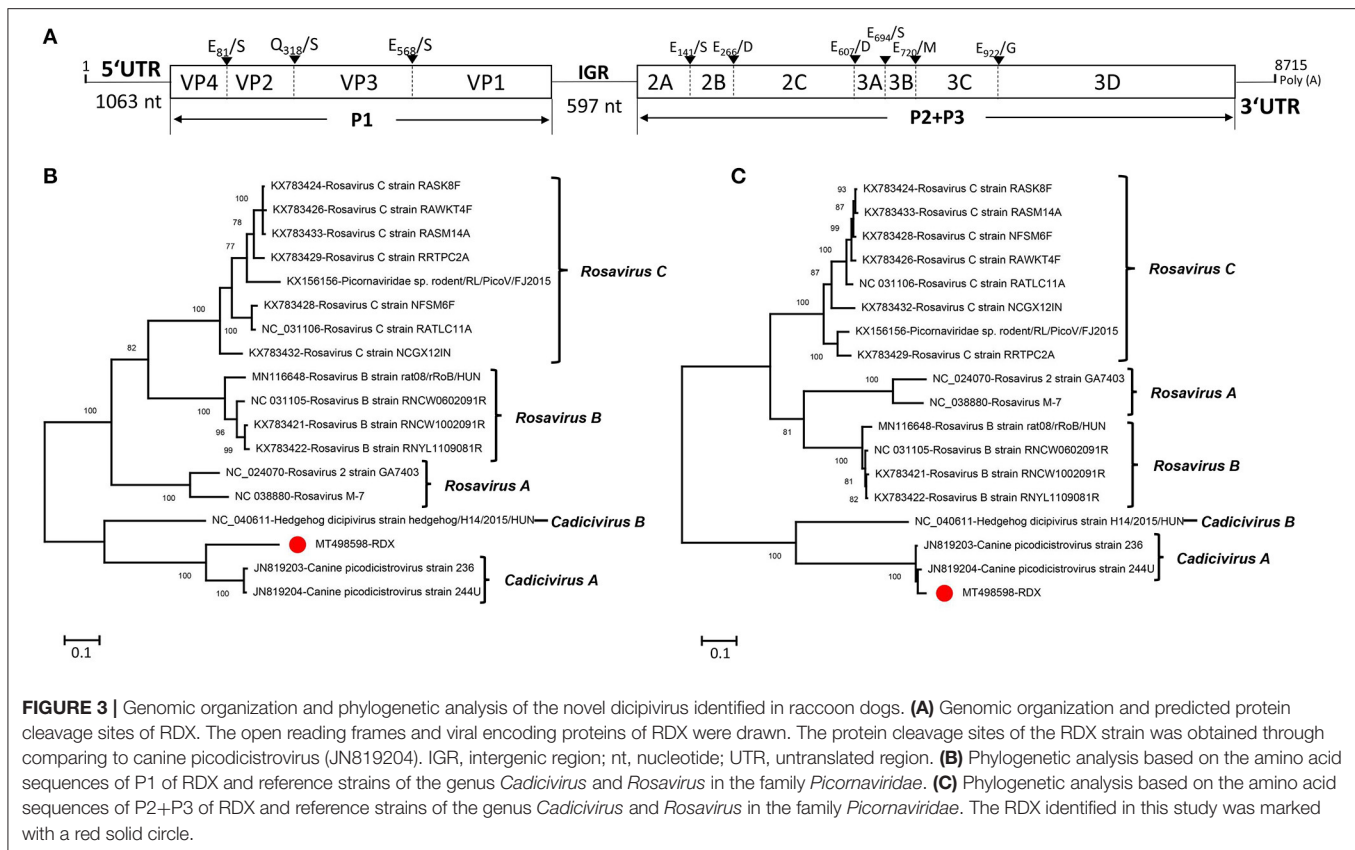 A
E81/S
Q318/S
E568/S
E141/S
E266/D
E607/D
E694/S
E720/M
E922/G
1
5'UTR
1063 nt
VP4
VP2
VP3
VP1
P1
IGR
597 nt
2A
2B
2C
3A
3B
3C
3D
P2+P3
8715
Poly (A)
3'UTR
B
KX783424-Rosavirus C strain RASK8F
KX783426-Rosavirus C strain RAWKT4F
KX783433-Rosavirus C strain RASM14A
KX783429-Rosavirus C strain RRTPC2A
KX156156-Picornaviridae sp. rodent/RL/PicoV/FJ2015
KX783428-Rosavirus C strain NFSM6F
NC_031106-Rosavirus C strain RATLC11A
KX783432-Rosavirus C strain NCGX12IN
MN116648-Rosavirus B strain rat08/rRoB/HUN
NC 031105-Rosavirus B strain RNCW0602091R
KX783421-Rosavirus B strain RNCW1002091R
KX783422-Rosavirus B strain RNYL1109081R
NC_024070-Rosavirus 2 strain GA7403
NC 038880-Rosavirus M-7
NC_040611-Hedgehog dicipivirus strain hedgehog/H14/2015/HUN
MT498598-RDX
JN819203-Canine picodicistrovirus strain 236
JN819204-Canine picodicistrovirus strain 244U
Rosavirus C
Rosavirus B
Rosavirus A
Cadicivirus B
Cadicivirus A
100
78
77
100
100
82
100
96
99
100
100
100
0.1
C
KX783424-Rosavirus C strain RASK8F
KX783433-Rosavirus C strain RASM14A
KX783428-Rosavirus C strain NFSM6F
KX783426-Rosavirus C strain RAWKT4F
NC 031106-Rosavirus C strain RATLC11A
KX783432-Rosavirus C strain NCGX12IN
KX156156-Picornaviridae sp. rodent/RL/PicoV/FJ2015
KX783429-Rosavirus C strain RRTPC2A
NC_024070-Rosavirus 2 strain GA7403
NC_038880-Rosavirus M-7
MN116648-Rosavirus B strain rat08/rRoB/HUN
NC 031105-Rosavirus B strain RNCW0602091R
KX783421-Rosavirus B strain RNCW1002091R
KX783422-Rosavirus B strain RNYL1109081R
NC_040611-Hedgehog dicipivirus strain H14/2015/HUN
JN819203-Canine picodicistrovirus strain 236
JN819204-Canine picodicistrovirus strain 244U
MT498598-RDX
Rosavirus C
Rosavirus A
Rosavirus B
Cadicivirus B
Cadicivirus A
93
87
99
100
87
100
100
100
81
100
81
82
100
100
0.1
FIGURE 3 | Genomic organization and phylogenetic analysis of the novel dicipivirus identified in raccoon dogs. (A) Genomic organization and predicted protein
cleavage sites of RDX. The open reading frames and viral encoding proteins of RDX were drawn. The protein cleavage sites of the RDX strain was obtained through
comparing to canine picodicistrovirus (JN819204). IGR, intergenic region; nt, nucleotide; UTR, untranslated region. (B) Phylogenetic analysis based on the amino acid
sequences of P1 of RDX and reference strains of the genus Cadicivirus and Rosavirus in the family Picornaviridae. (C) Phylogenetic analysis based on the amino acid
sequences of P2+P3 of RDX and reference strains of the genus Cadicivirus and Rosavirus in the family Picornaviridae. The RDX identified in this study was marked
with a red solid circle.